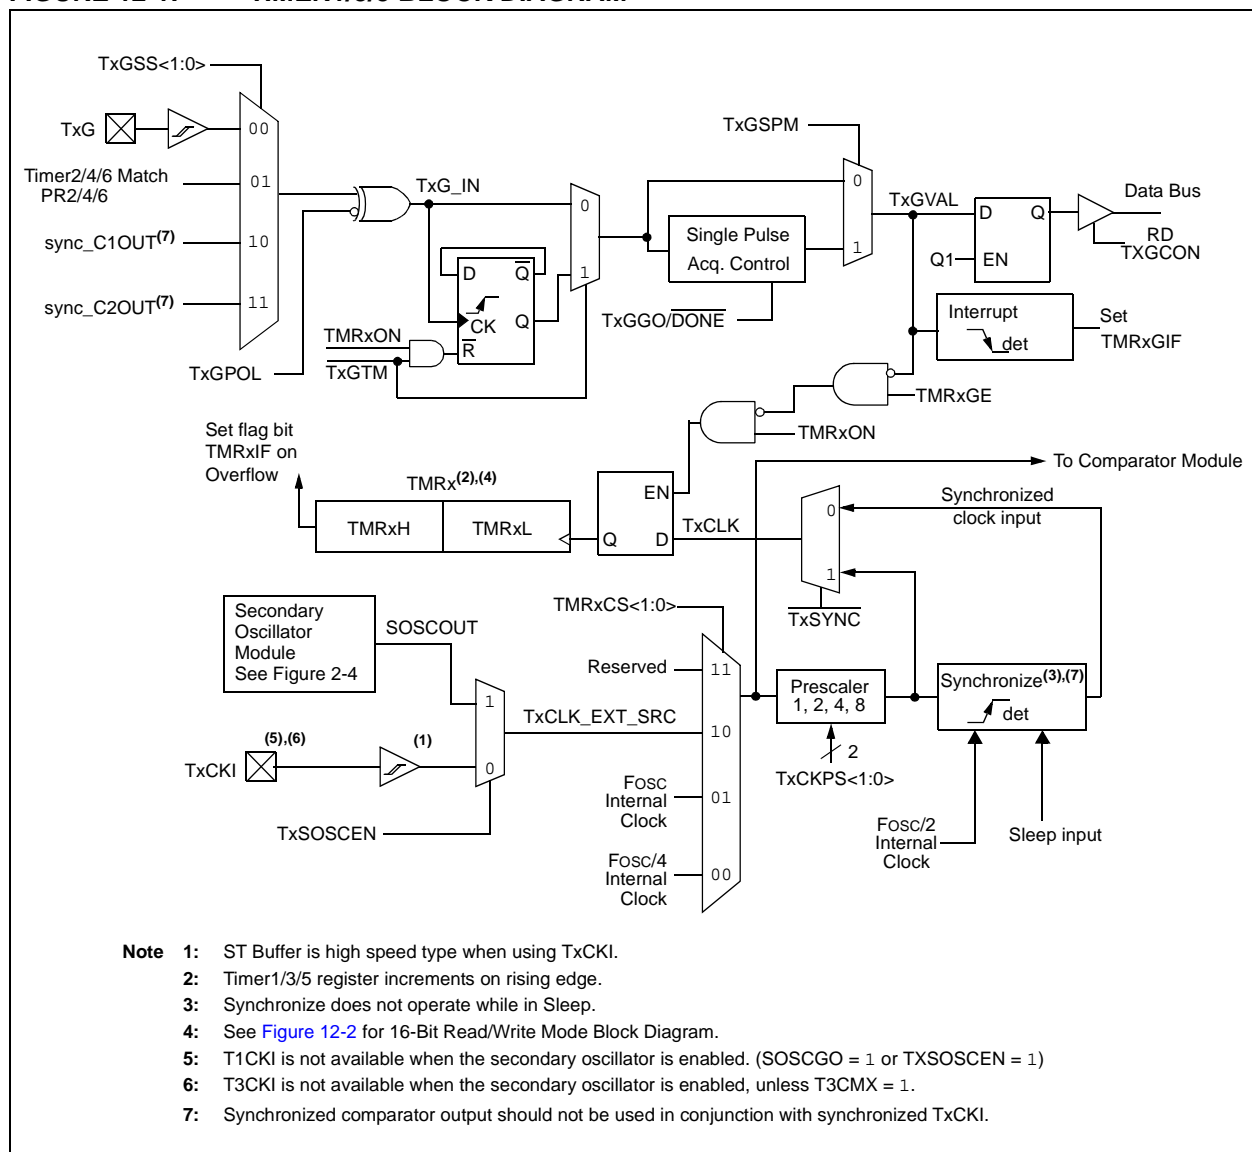 TxGSS<1:0>
TxG
00
Timer2/4/6 Match
PR2/4/6
01
sync_C1OUT(7)
10
sync_C2OUT(7)
11
TxGPOL
TxG_IN
0
1
D
Q
CK
Q
R
TMRxON
TxGTM
TxGSPM
0
1
Single Pulse
Acq. Control
TxGGO/DONE
TxGVAL
D
Q
Q1
EN
Data Bus
RD
TXGCON
Interrupt
det
Set
TMRxGIF
TMRxGE
TMRxON
Set flag bit
TMRxIF on
Overflow
TMRx(2),(4)
TMRxH
TMRxL
EN
Q
D
TxCLK
To Comparator Module
Synchronized
clock input
0
1
TxSYNC
TMRxCS<1:0>
Secondary
Oscillator
Module
See Figure 2-4
SOSCOUT
1
0
TxCLK_EXT_SRC
(5),(6)
(1)
TxCKI
TxSOSCEN
Reserved
11
10
FOSC
Internal
Clock
01
FOSC/4
Internal
Clock
00
Prescaler
1, 2, 4, 8
2
TxCKPS<1:0>
Synchronize(3),(7)
det
FOSC/2
Internal
Clock
Sleep input
Note 1: ST Buffer is high speed type when using TxCKI.
2: Timer1/3/5 register increments on rising edge.
3: Synchronize does not operate while in Sleep.
4: See Figure 12-2 for 16-Bit Read/Write Mode Block Diagram.
5: T1CKI is not available when the secondary oscillator is enabled. (SOSCGO = 1 or TXSOSCEN = 1)
6: T3CKI is not available when the secondary oscillator is enabled, unless T3CMX = 1.
7: Synchronized comparator output should not be used in conjunction with synchronized TxCKI.